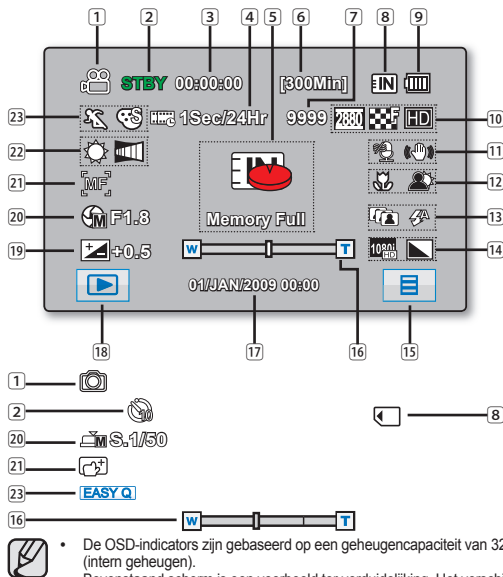 1 2 3 4 5 6 7 8 9
STBY 00:00:00 [300Min] IN
23 S 1Sec/24Hr 9999 2880 F HD 10
22 IN 11
21 MF 12
20 M F1.8 Memory Full 13
19 +0.5 W T 1080i HD 14
01/JAN/2009 00:00
18 17 16 15
1
2 10 8
20 M S.1/50
21
23 EASY Q
16 W T
• De OSD-indicators zijn gebaseerd op een geheugencapaciteit van 32
(intern geheugen).